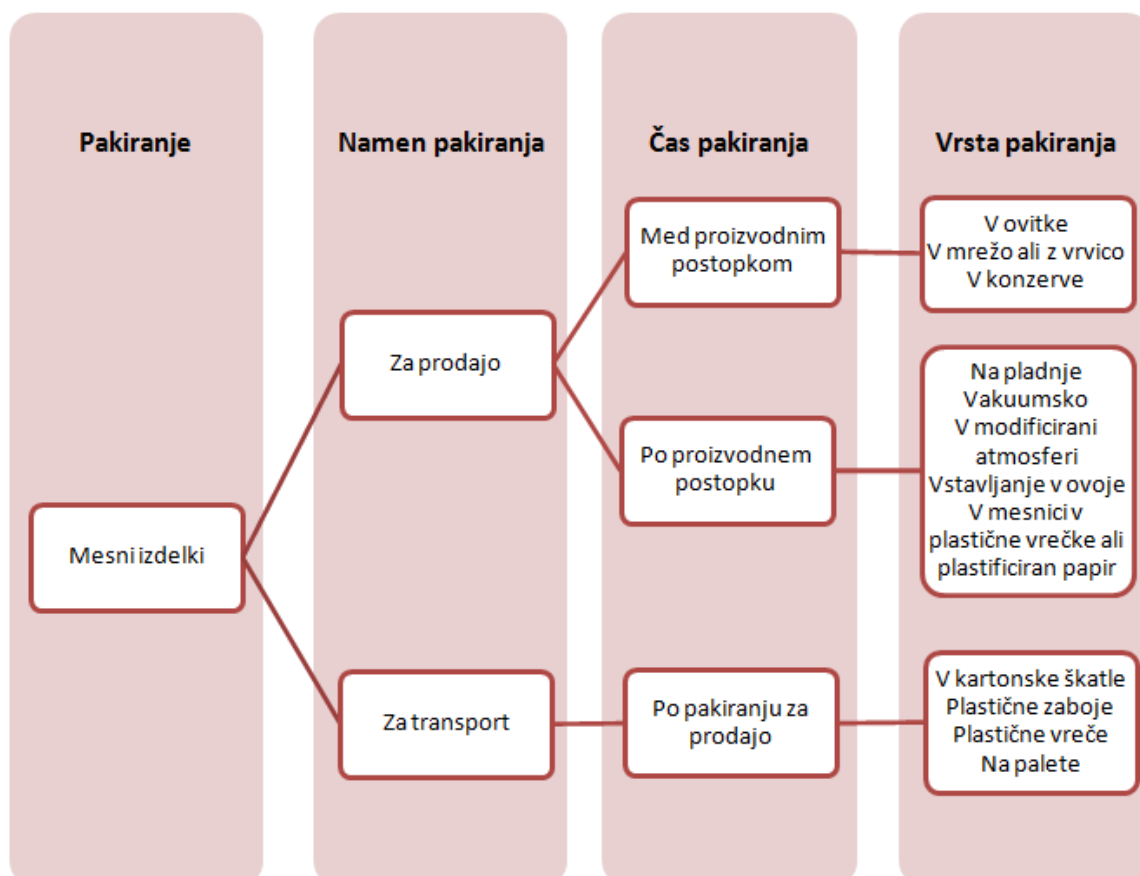 Pakiranje
Namen pakiranja
Čas pakiranja
Vrsta pakiranja
Mesni izdelki
Za prodajo
Za transport
Med proizvodnim
postopkom
Po proizvodnem
postopku
Po pakiranju za
prodajo
V ovitke
V mrežo ali z vrvico
V konzerve
Na pladnje
Vakuumsko
V modificirani
atmosferi
Vstavljanje v ovoje
V mesnici v
plastične vrečke ali
plastificiran papir
V kartonske škatle
Plastične zaboje
Plastične vreče
Na palete